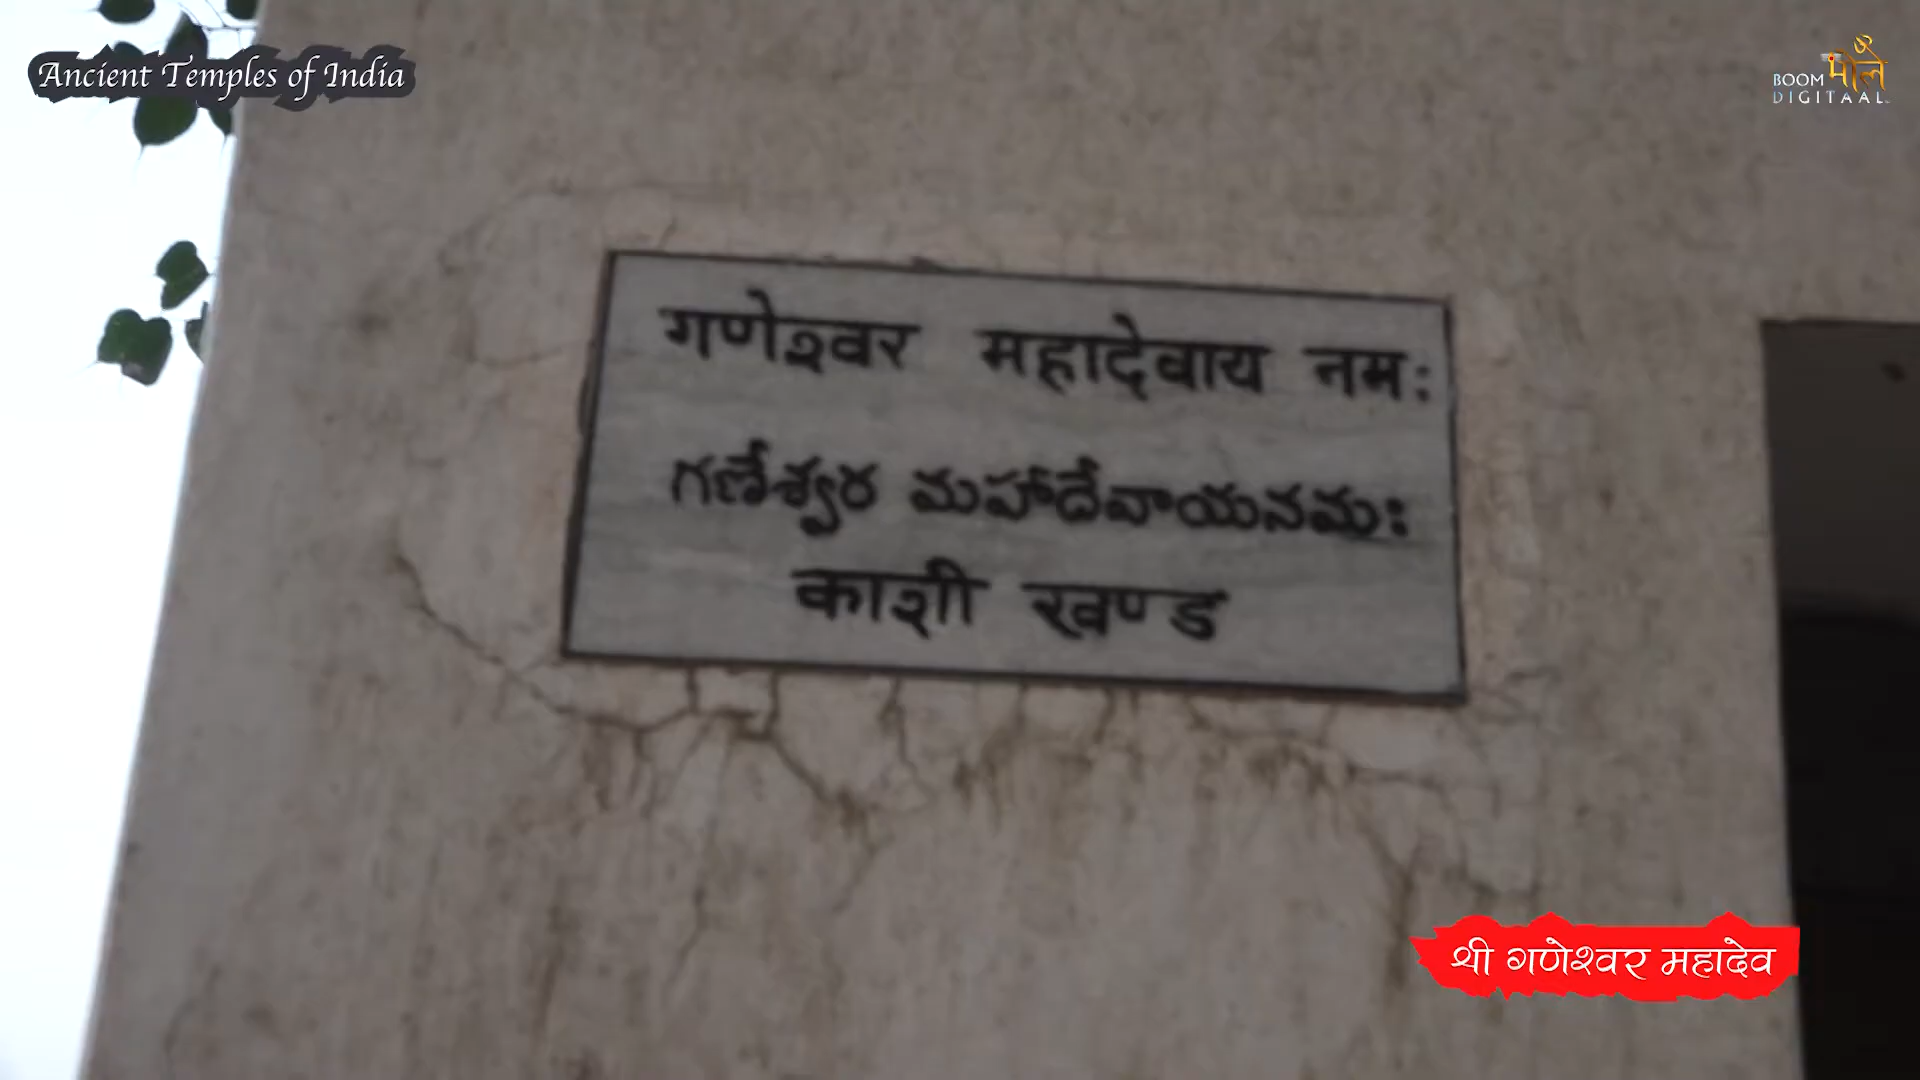 Ancient Temples of India
BOOM भोले
DIGITAAL
गणेश्वर महादेवाय नमः
గణేశ్వర మహాదేవాయనమః
काशी खण्ड
श्री गणेश्वर महादेव